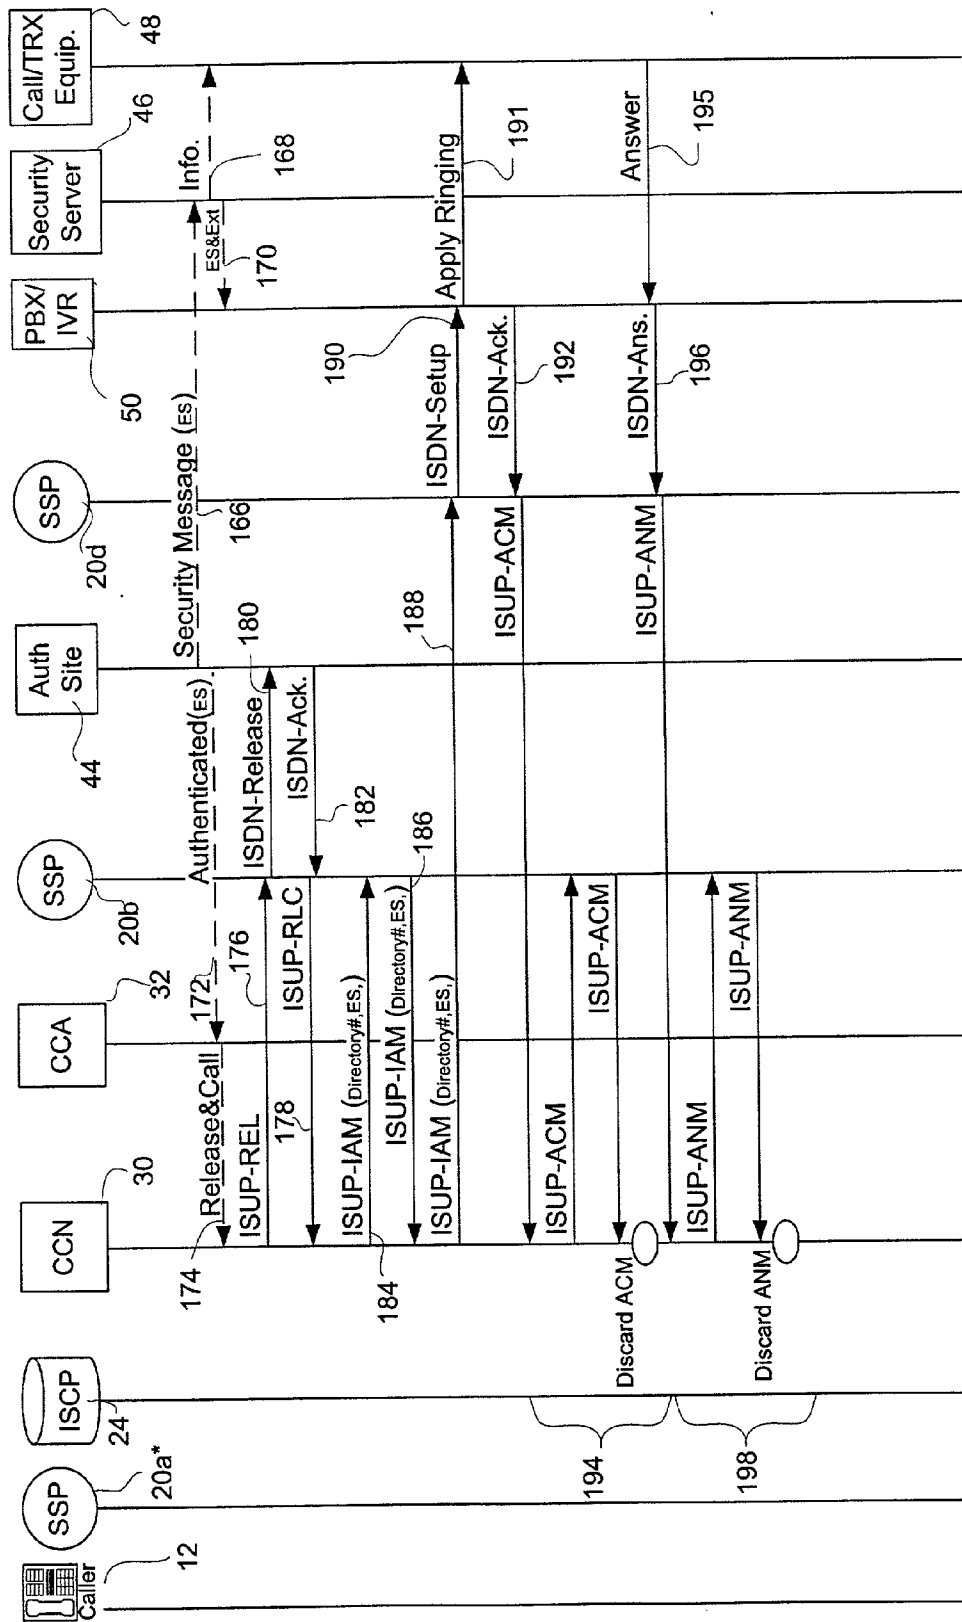 Caller
12
SSP
20a*
ISCP
24
CCN
30
CCA
32
SSP
20b
Auth
Site
44
SSP
20d
PBX/
IVR
50
Security
Server
46
Call/TRX
Equip.
48
Security Message (ES)
166
Info.
168
ES&Ext
170
Authenticated(ES)
172
Release&Call
174
ISUP-REL
176
ISDN-Release
180
ISUP-RLC
178
ISDN-Ack.
182
ISUP-IAM (Directory#,ES,)
184
ISUP-IAM (Directory#,ES,)
186
ISUP-IAM (Directory#,ES,)
188
ISDN-Setup
190
Apply Ringing
191
ISDN-Ack.
192
ISUP-ACM
ISUP-ACM
ISUP-ACM
Discard ACM
194
Answer
195
ISDN-Ans.
196
ISUP-ANM
ISUP-ANM
ISUP-ANM
Discard ANM
198